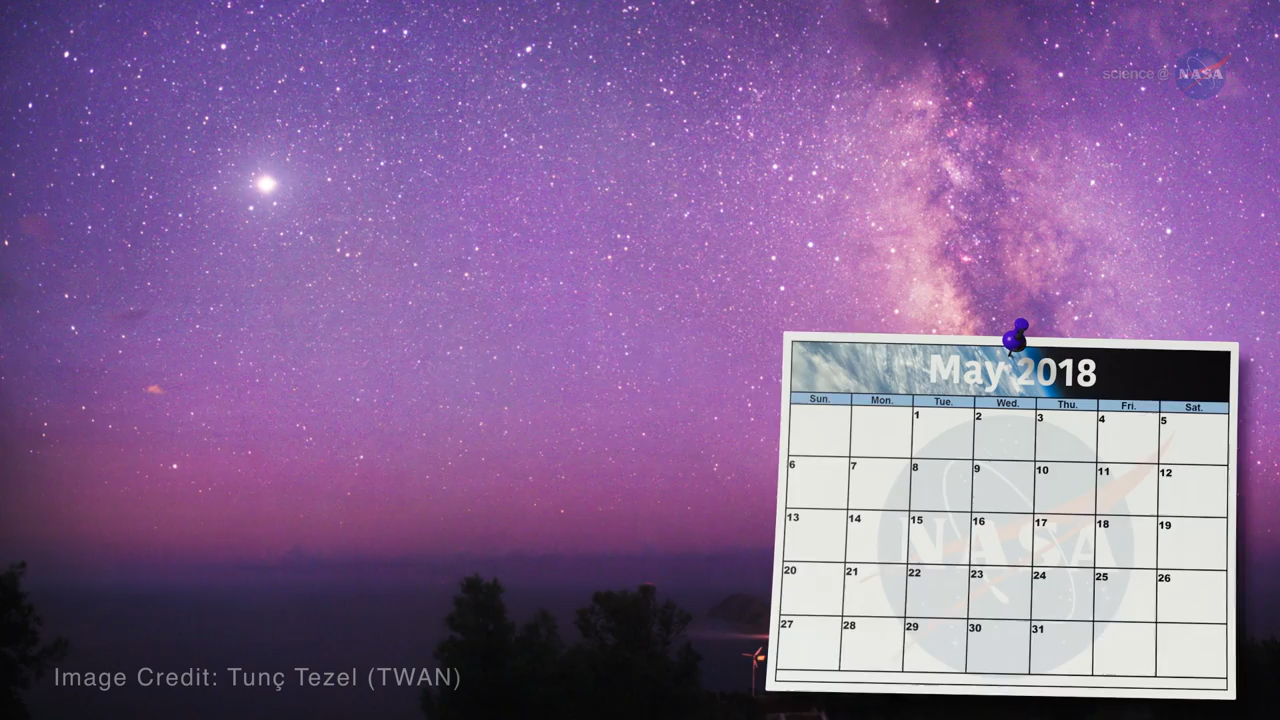 science @ NASA
May 2018
Sun. Mon. Tue. Wed. Thu. Fri. Sat.
1 2 3 4 5
6 7 8 9 10 11 12
13 14 15 16 17 18 19
20 21 22 23 24 25 26
27 28 29 30 31
NASA
Image Credit: Tunç Tezel (TWAN)